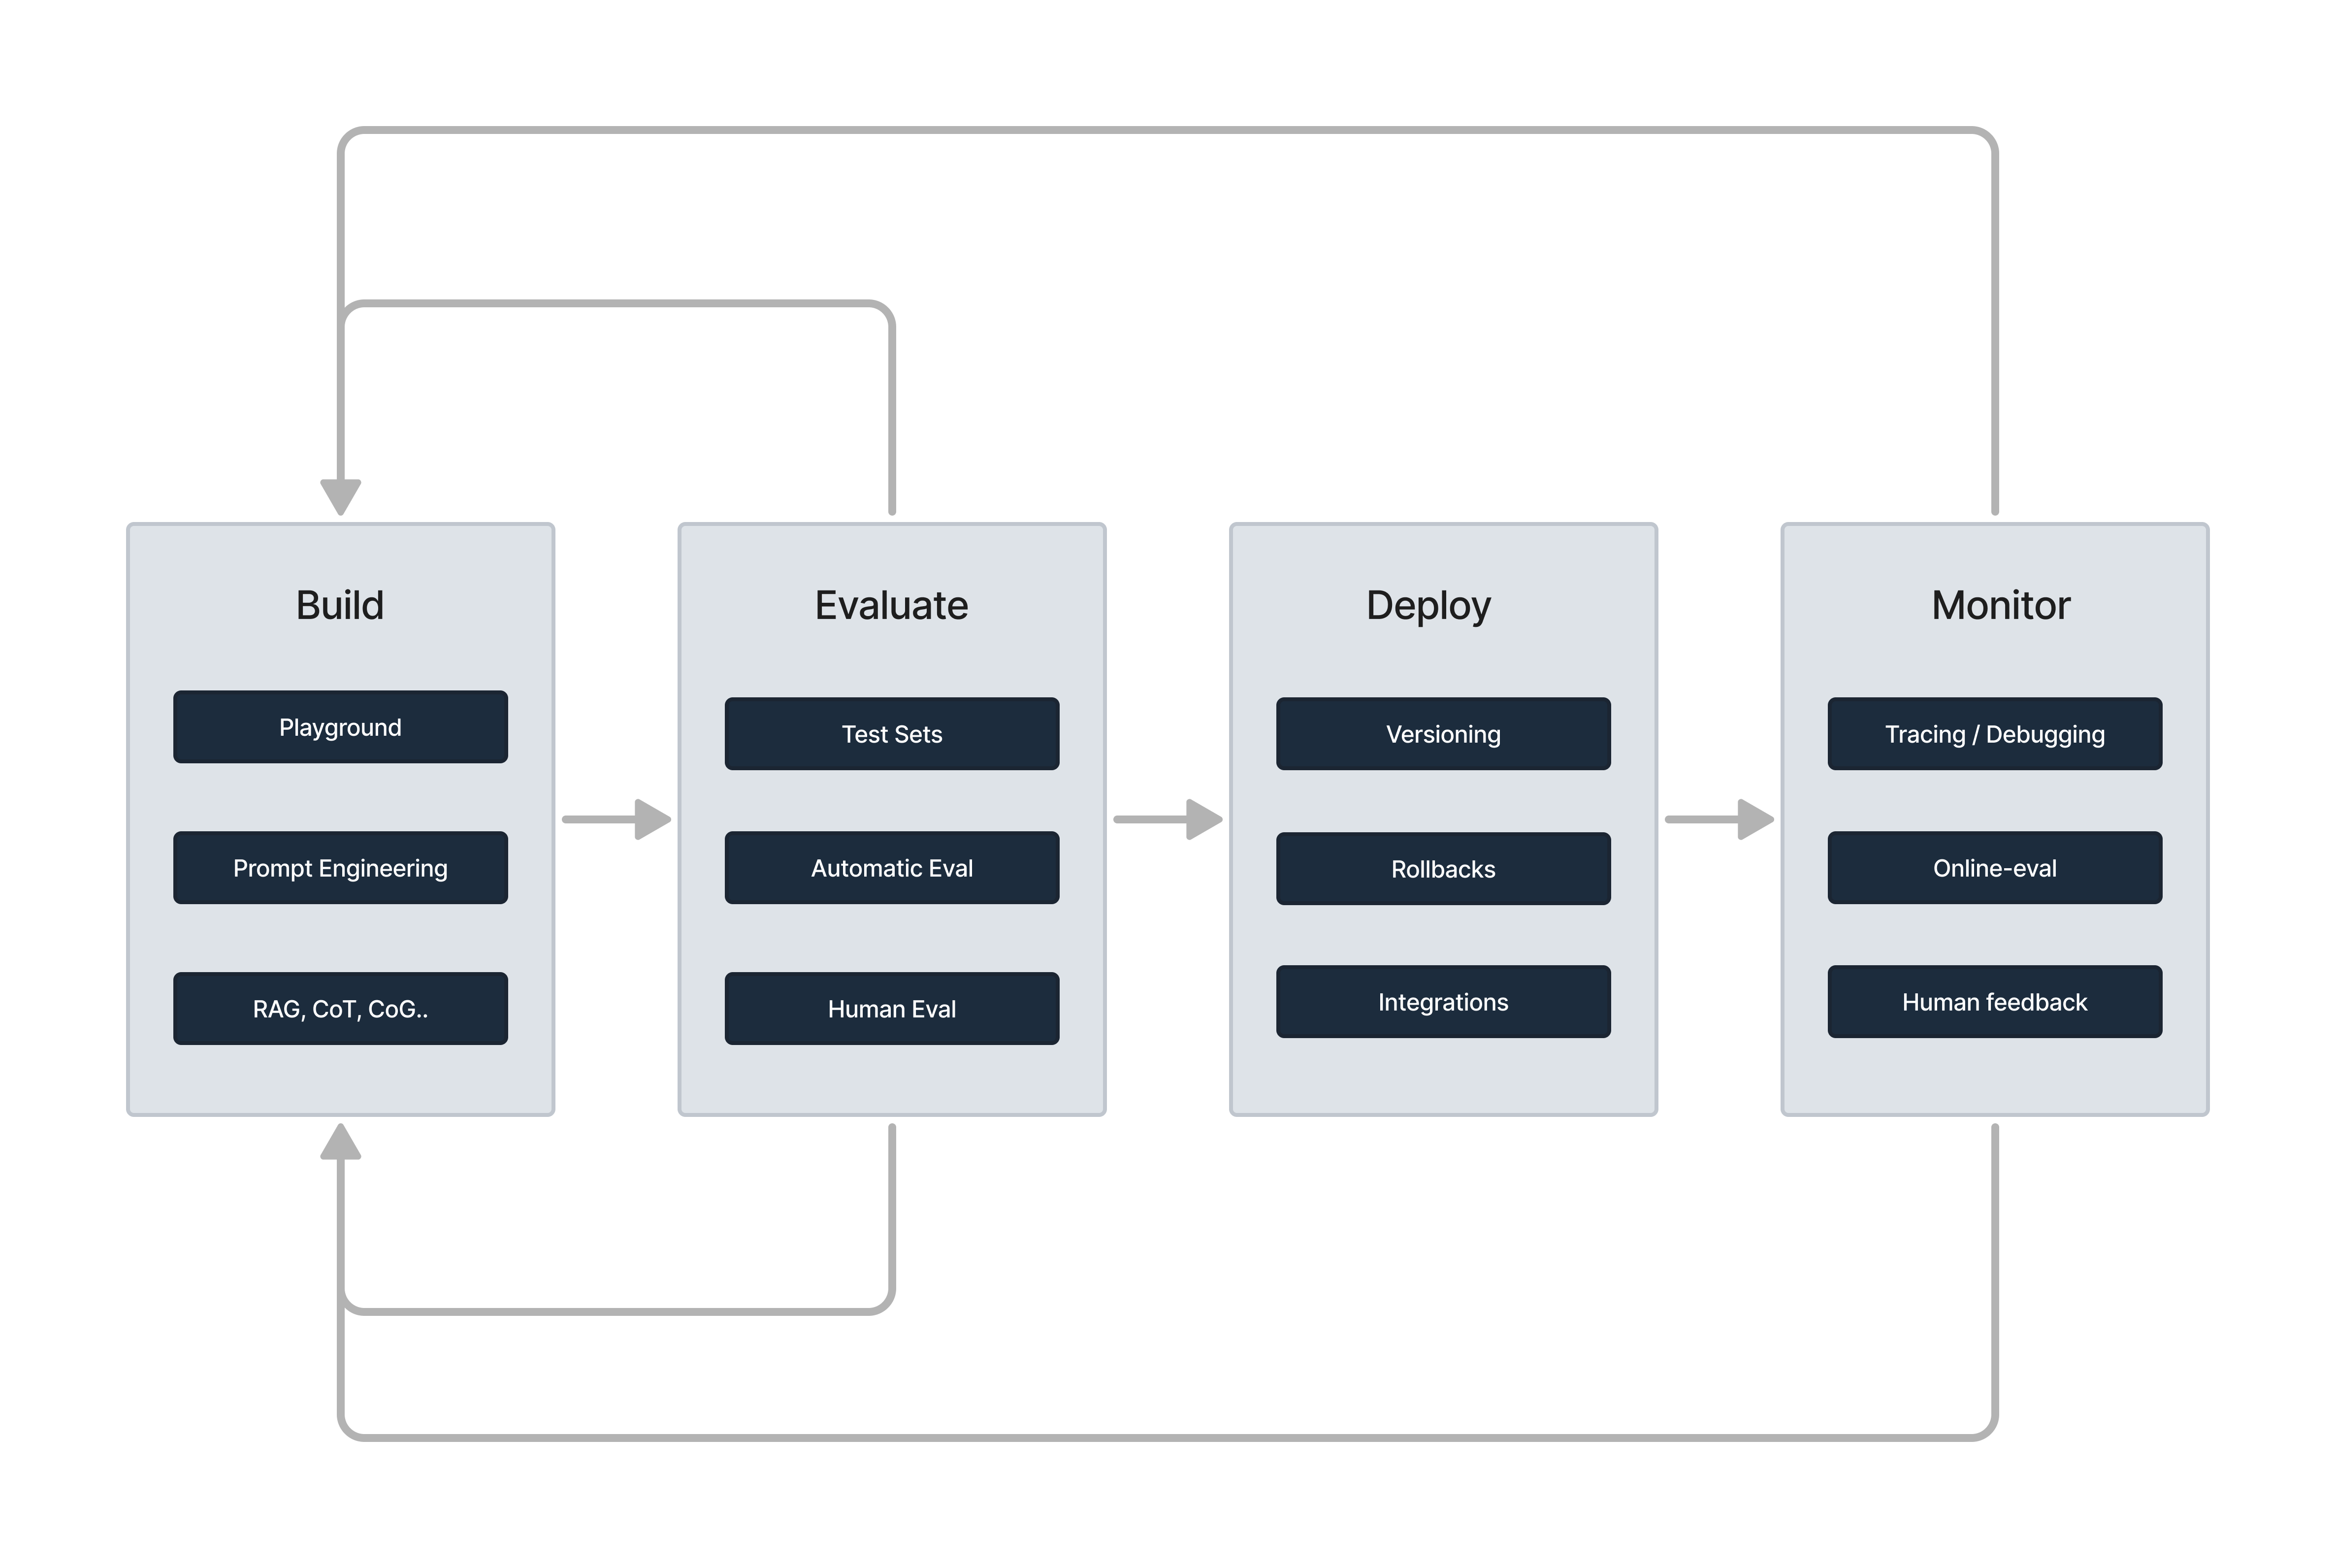 Build
Playground
Prompt Engineering
RAG, CoT, CoG..
Evaluate
Test Sets
Automatic Eval
Human Eval
Deploy
Versioning
Rollbacks
Integrations
Monitor
Tracing / Debugging
Online-eval
Human feedback